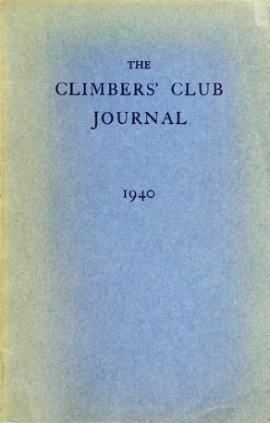 THE
CLIMBERS' CLUB
JOURNAL
1940